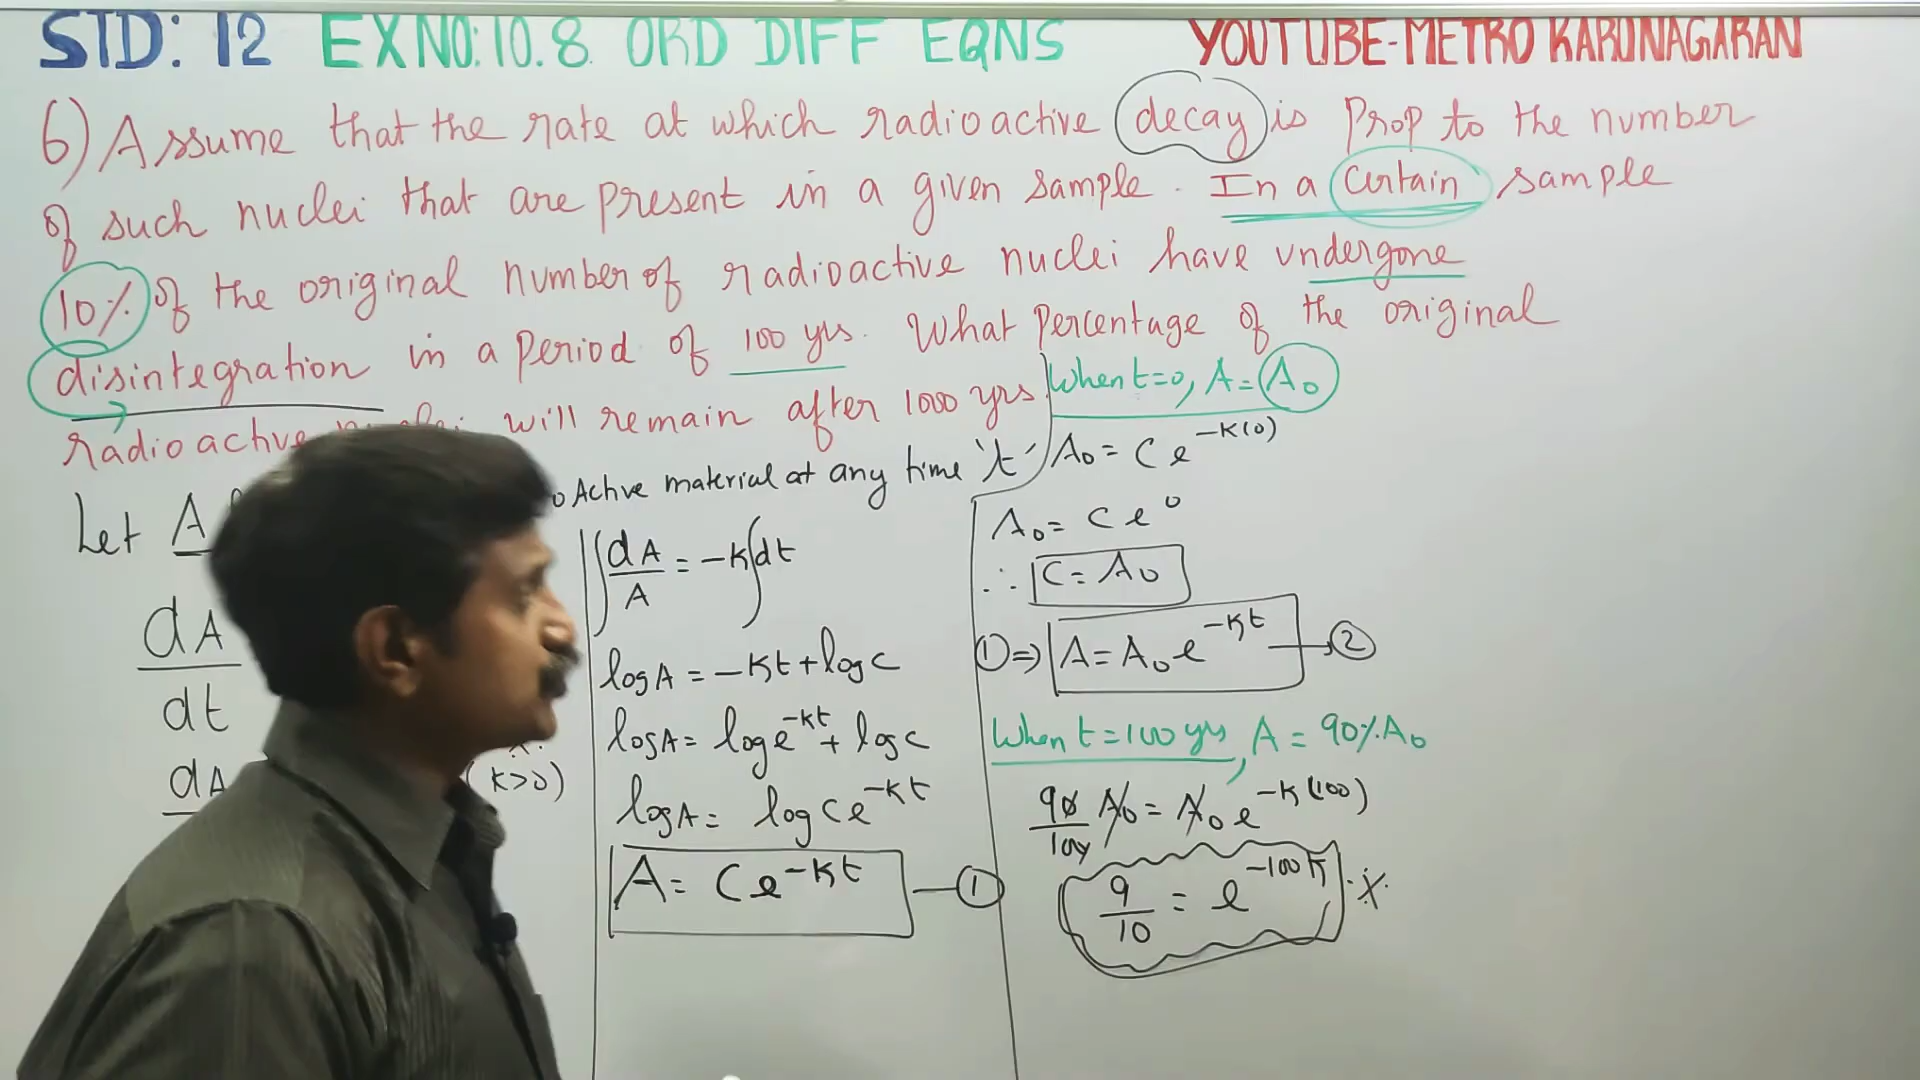 STD: 12 EX NO: 10.8 ORD DIFF EQNS YOUTUBE-METRO KARUNAGARAN
6) Assume that the rate at which radioactive decay is prop to the number
of such nuclei that are present in a given sample. In a certain sample
10% of the original number of radioactive nuclei have undergone
disintegration in a period of 100 yrs. What percentage of the original
radioactive will remain after 1000 yrs.
Let A Active material at any time 't'
dA
dt
dA
(k>0)
∫dA/A = -k∫dt
log A = -kt + log c
log A = log e^-kt + log c
log A = log Ce^-kt
A = Ce^-kt — ①
When t=0, A = A₀
A₀ = C e^-k(0)
A₀ = C e^0
∴ C = A₀
① ⇒ A = A₀e^-kt → ②
When t=100 yrs, A = 90% A₀
90/100 A₀ = A₀ e^-k(100)
9/10 = e^-100k